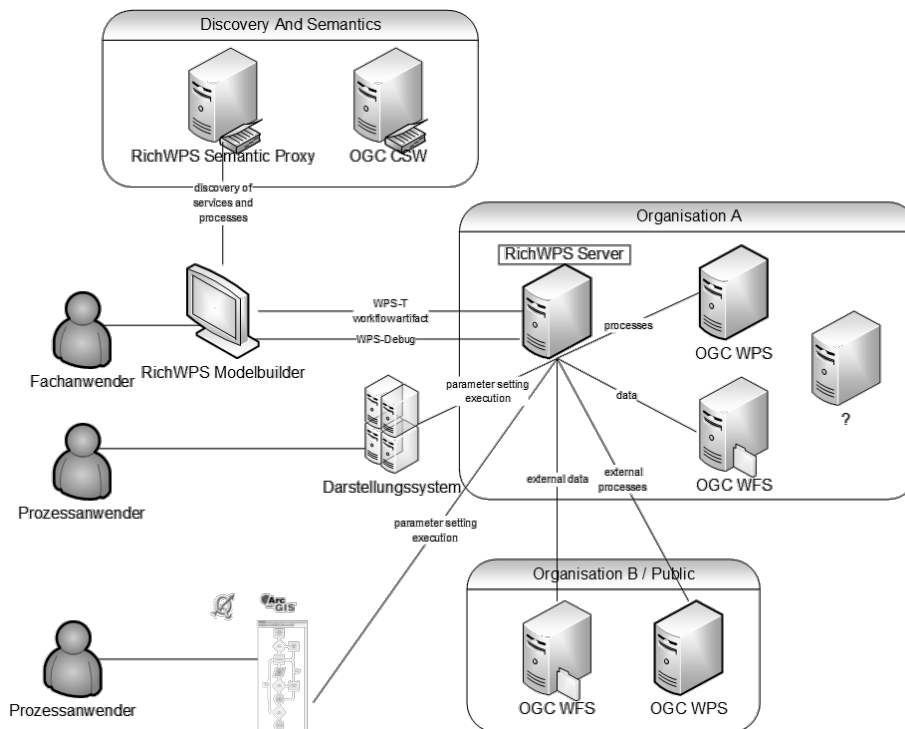 Discovery And Semantics
RichWPS Semantic Proxy
OGC CSW
discovery of
services and
processes
Organisation A
RichWPS Server
WPS-T
workflowartifact
WPS-Debug
processes
OGC WPS
Fachanwender
RichWPS Modelbuilder
parameter setting
execution
data
?
OGC WFS
Darstellungssystem
Prozessanwender
external data
external
processes
parameter setting
execution
Organisation B / Public
Arc
GIS
Prozessanwender
OGC WFS
OGC WPS